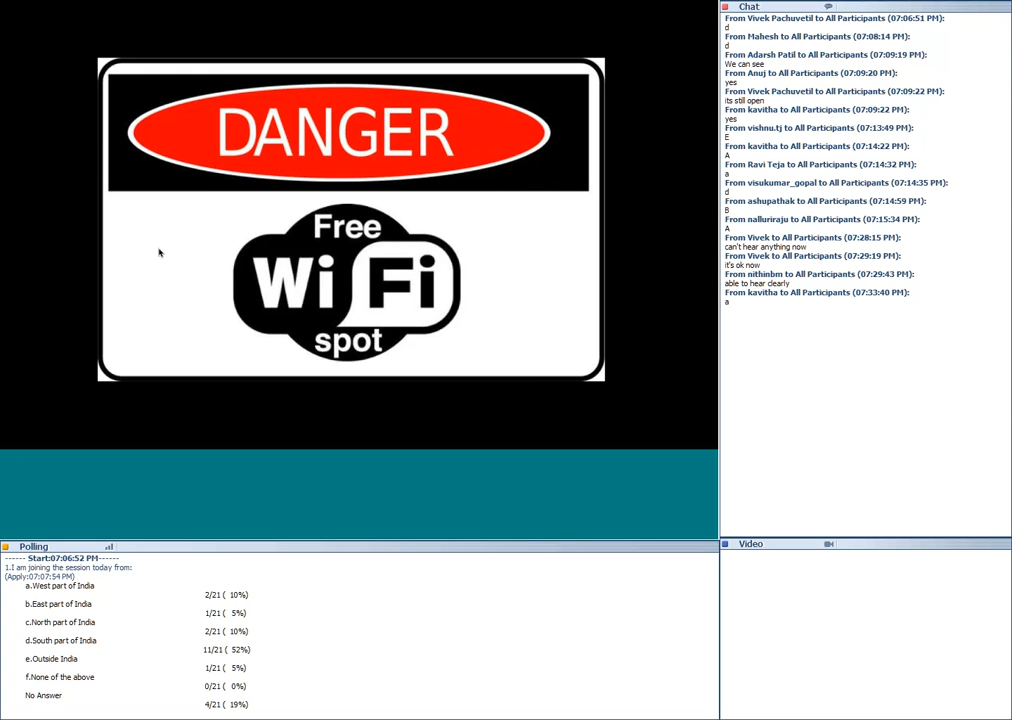 DANGER
Free
Wi Fi
spot
Chat
From Vivek Pachuvetil to All Participants (07:06:51 PM):
d
From Mahesh to All Participants (07:08:14 PM):
d
From Adarsh Patil to All Participants (07:09:19 PM):
We can see
From Anuj to All Participants (07:09:20 PM):
yes
From Vivek Pachuvetil to All Participants (07:09:22 PM):
its still open
From kavitha to All Participants (07:09:22 PM):
yes
From vishnu.tj to All Participants (07:13:49 PM):
E
From kavitha to All Participants (07:14:22 PM):
A
From Ravi Teja to All Participants (07:14:32 PM):
a
From visukumar_gopal to All Participants (07:14:35 PM):
d
From ashupathak to All Participants (07:14:59 PM):
B
From nalluriraju to All Participants (07:15:34 PM):
A
From Vivek to All Participants (07:28:15 PM):
can't hear anything now
From Vivek to All Participants (07:29:19 PM):
it's ok now
From nithinbm to All Participants (07:29:43 PM):
able to hear clearly
From kavitha to All Participants (07:33:40 PM):
a
Polling
------ Start:07:06:52 PM------
1.I am joining the session today from:
(Apply:07:07:54 PM)
a.West part of India
2/21 ( 10%)
b.East part of India
1/21 ( 5%)
c.North part of India
2/21 ( 10%)
d.South part of India
11/21 ( 52%)
e.Outside India
1/21 ( 5%)
f.None of the above
0/21 ( 0%)
No Answer
4/21 ( 19%)
Video